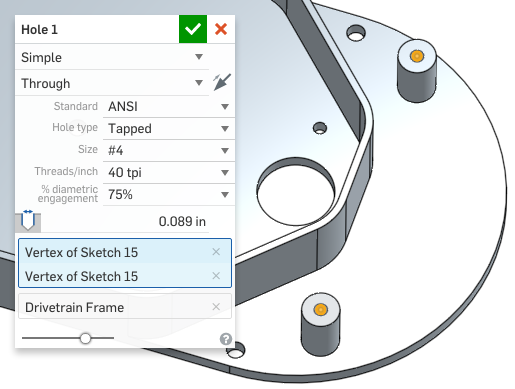 Hole 1
Simple
Through
Standard ANSI
Hole type Tapped
Size #4
Threads/inch 40 tpi
% diametric
engagement 75%
0.089 in
Vertex of Sketch 15
Vertex of Sketch 15
Drivetrain Frame
?